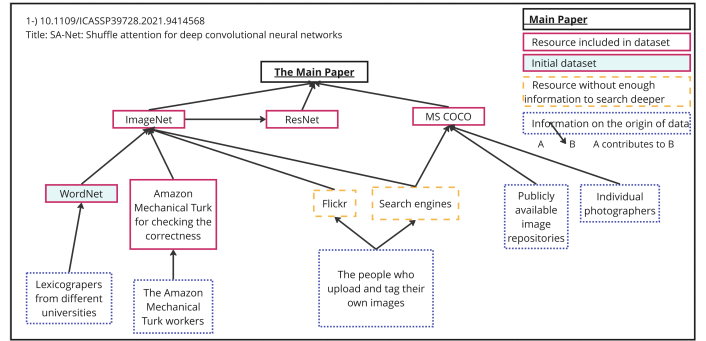 1-) 10.1109/ICASSP39728.2021.9414568
Title: SA-Net: Shuffle attention for deep convolutional neural networks
Main Paper
Resource included in dataset
Initial dataset
Resource without enough
information to search deeper
Information on the origin of data
A B A contributes to B
The Main Paper
ImageNet
ResNet
MS COCO
WordNet
Amazon
Mechanical Turk
for checking the
correctness
Flickr
Search engines
Publicly
available
image
repositories
Individual
photographers
Lexicograpers
from different
universities
The Amazon
Mechanical
Turk workers
The people who
upload and tag their
own images